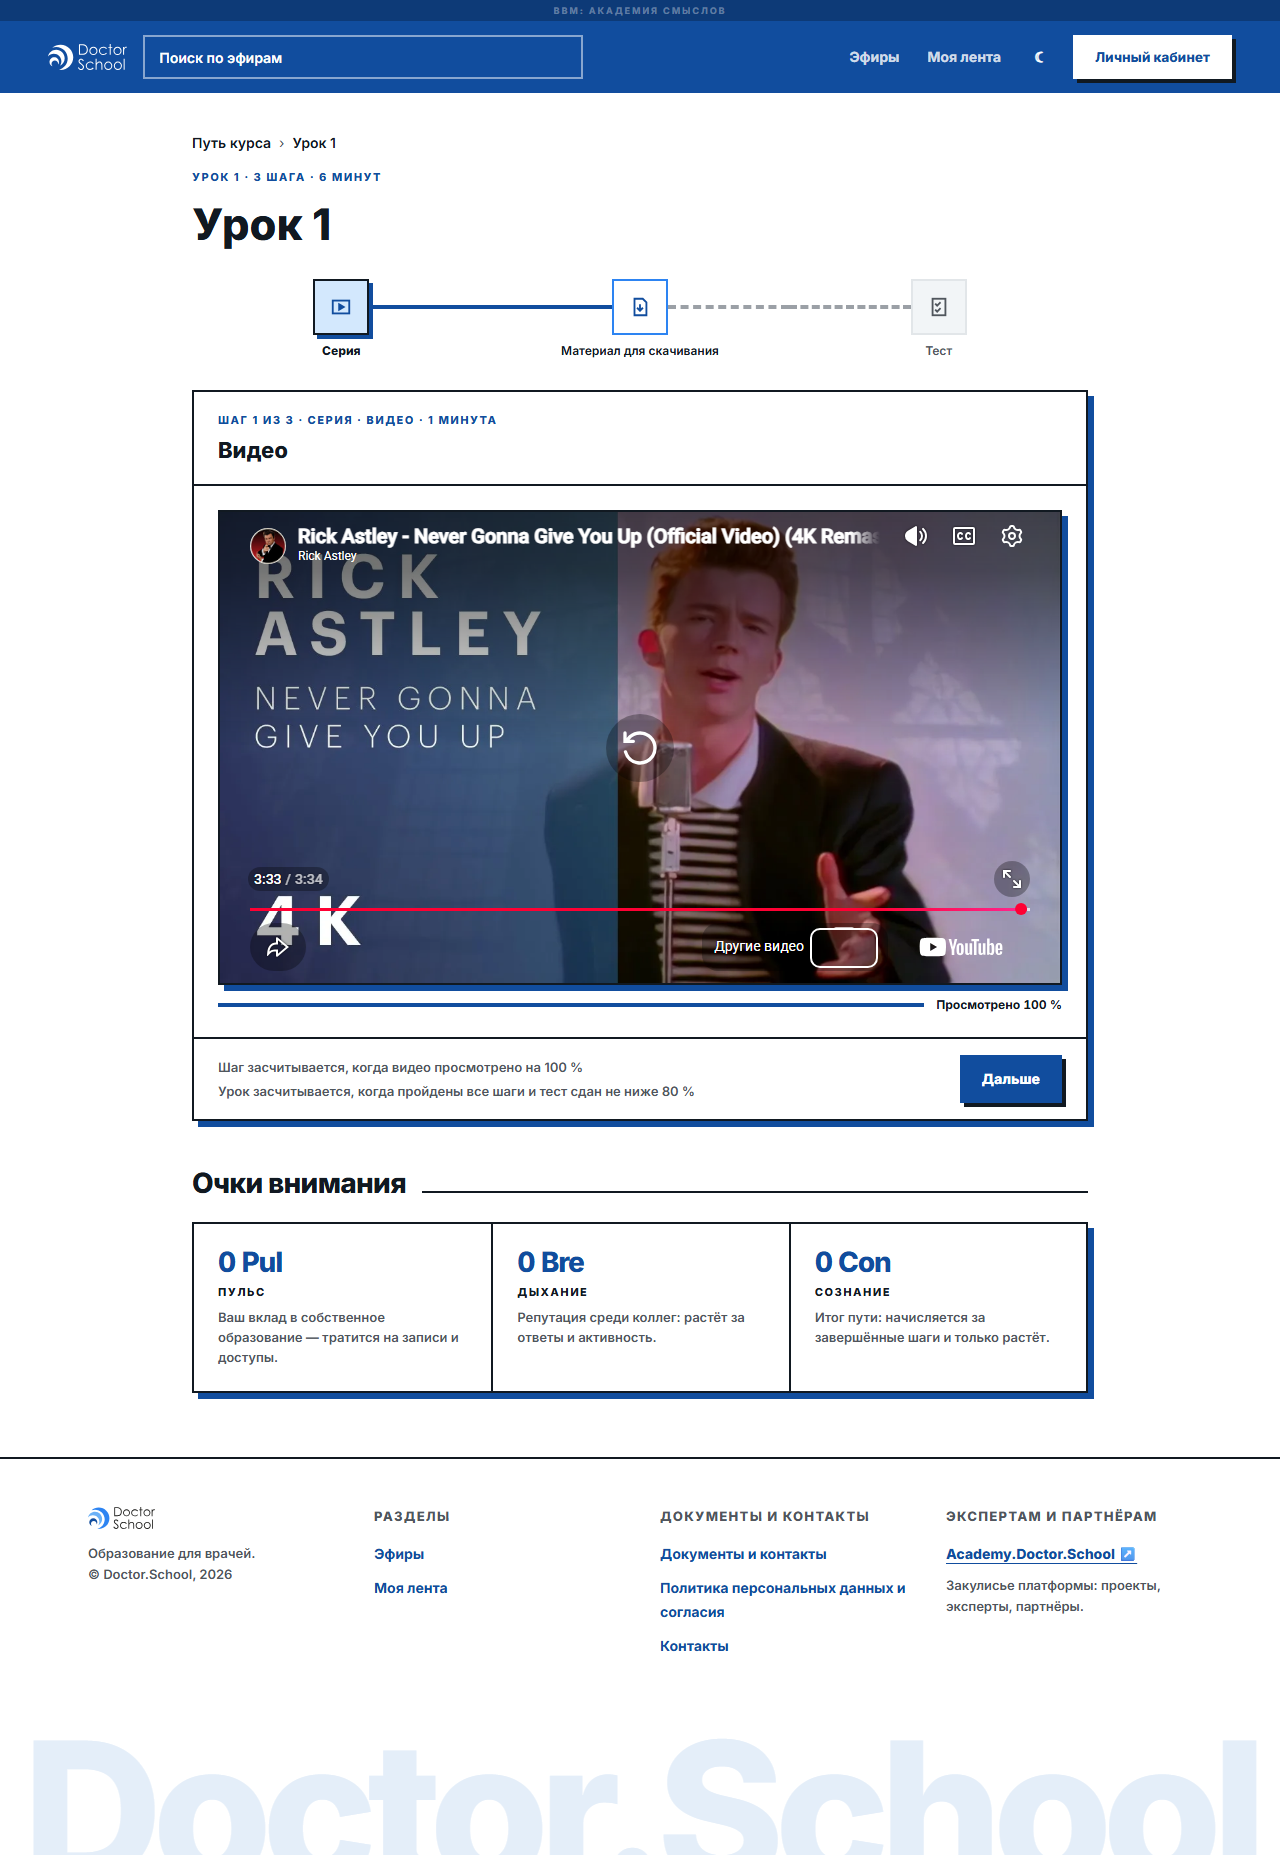 ВВМ: АКАДЕМИЯ СМЫСЛОВ
Doctor School
Поиск по эфирам
Эфиры
Моя лента
Личный кабинет
Путь курса › Урок 1
УРОК 1 · 3 ШАГА · 6 МИНУТ
Урок 1
Серия
Материал для скачивания
Тест
ШАГ 1 ИЗ 3 · СЕРИЯ · ВИДЕО · 1 МИНУТА
Видео
Rick Astley - Never Gonna Give You Up (Official Video) (4K Remas
Rick Astley
CC
RICK
ASTLEY
NEVER GONNA
GIVE YOU UP
3:33 / 3:34
4K
Другие видео
YouTube
Просмотрено 100 %
Шаг засчитывается, когда видео просмотрено на 100 %
Урок засчитывается, когда пройдены все шаги и тест сдан не ниже 80 %
Дальше
Очки внимания
0 Pul
ПУЛЬС
Ваш вклад в собственное
образование — тратится на записи и
доступы.
0 Bre
ДЫХАНИЕ
Репутация среди коллег: растёт за
ответы и активность.
0 Con
СОЗНАНИЕ
Итог пути: начисляется за
завершённые шаги и только растёт.
Doctor School
Образование для врачей.
© Doctor.School, 2026
РАЗДЕЛЫ
Эфиры
Моя лента
ДОКУМЕНТЫ И КОНТАКТЫ
Документы и контакты
Политика персональных данных и
согласия
Контакты
ЭКСПЕРТАМ И ПАРТНЁРАМ
Academy.Doctor.School ↗
Закулисье платформы: проекты,
эксперты, партнёры.
Doctor.School